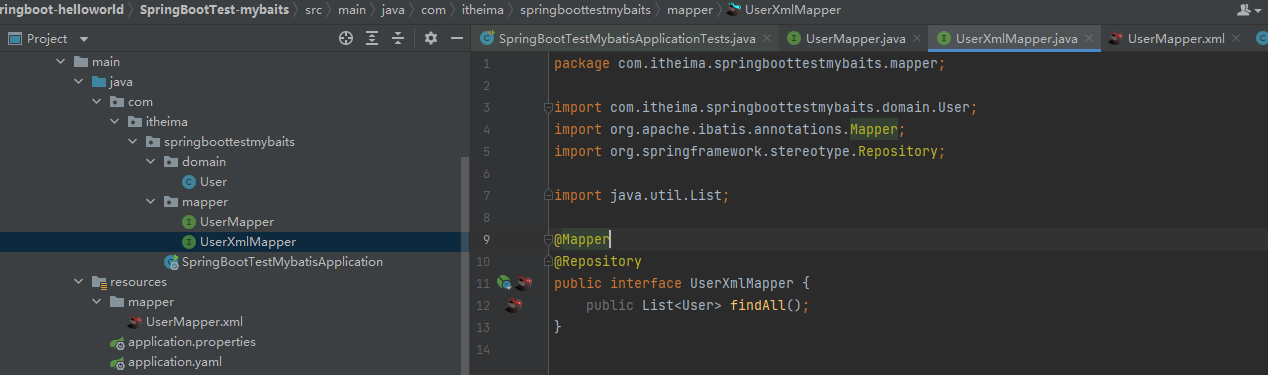 ringboot-helloworld SpringBootTest-mybaits src main java com itheima springboottestmybaits mapper UserXmlMapper
Project
SpringBootTestMybatisApplicationTests.java UserMapper.java UserXmlMapper.java UserMapper.xml
main
java
com
itheima
springboottestmybaits
domain
User
mapper
UserMapper
UserXmlMapper
SpringBootTestMybatisApplication
resources
mapper
UserMapper.xml
application.properties
application.yaml
1 package com.itheima.springboottestmybaits.mapper;
2
3 import com.itheima.springboottestmybaits.domain.User;
4 import org.apache.ibatis.annotations.Mapper;
5 import org.springframework.stereotype.Repository;
6
7 import java.util.List;
8
9 @Mapper
10 @Repository
11 public interface UserXmlMapper {
12 public List<User> findAll();
13 }
14